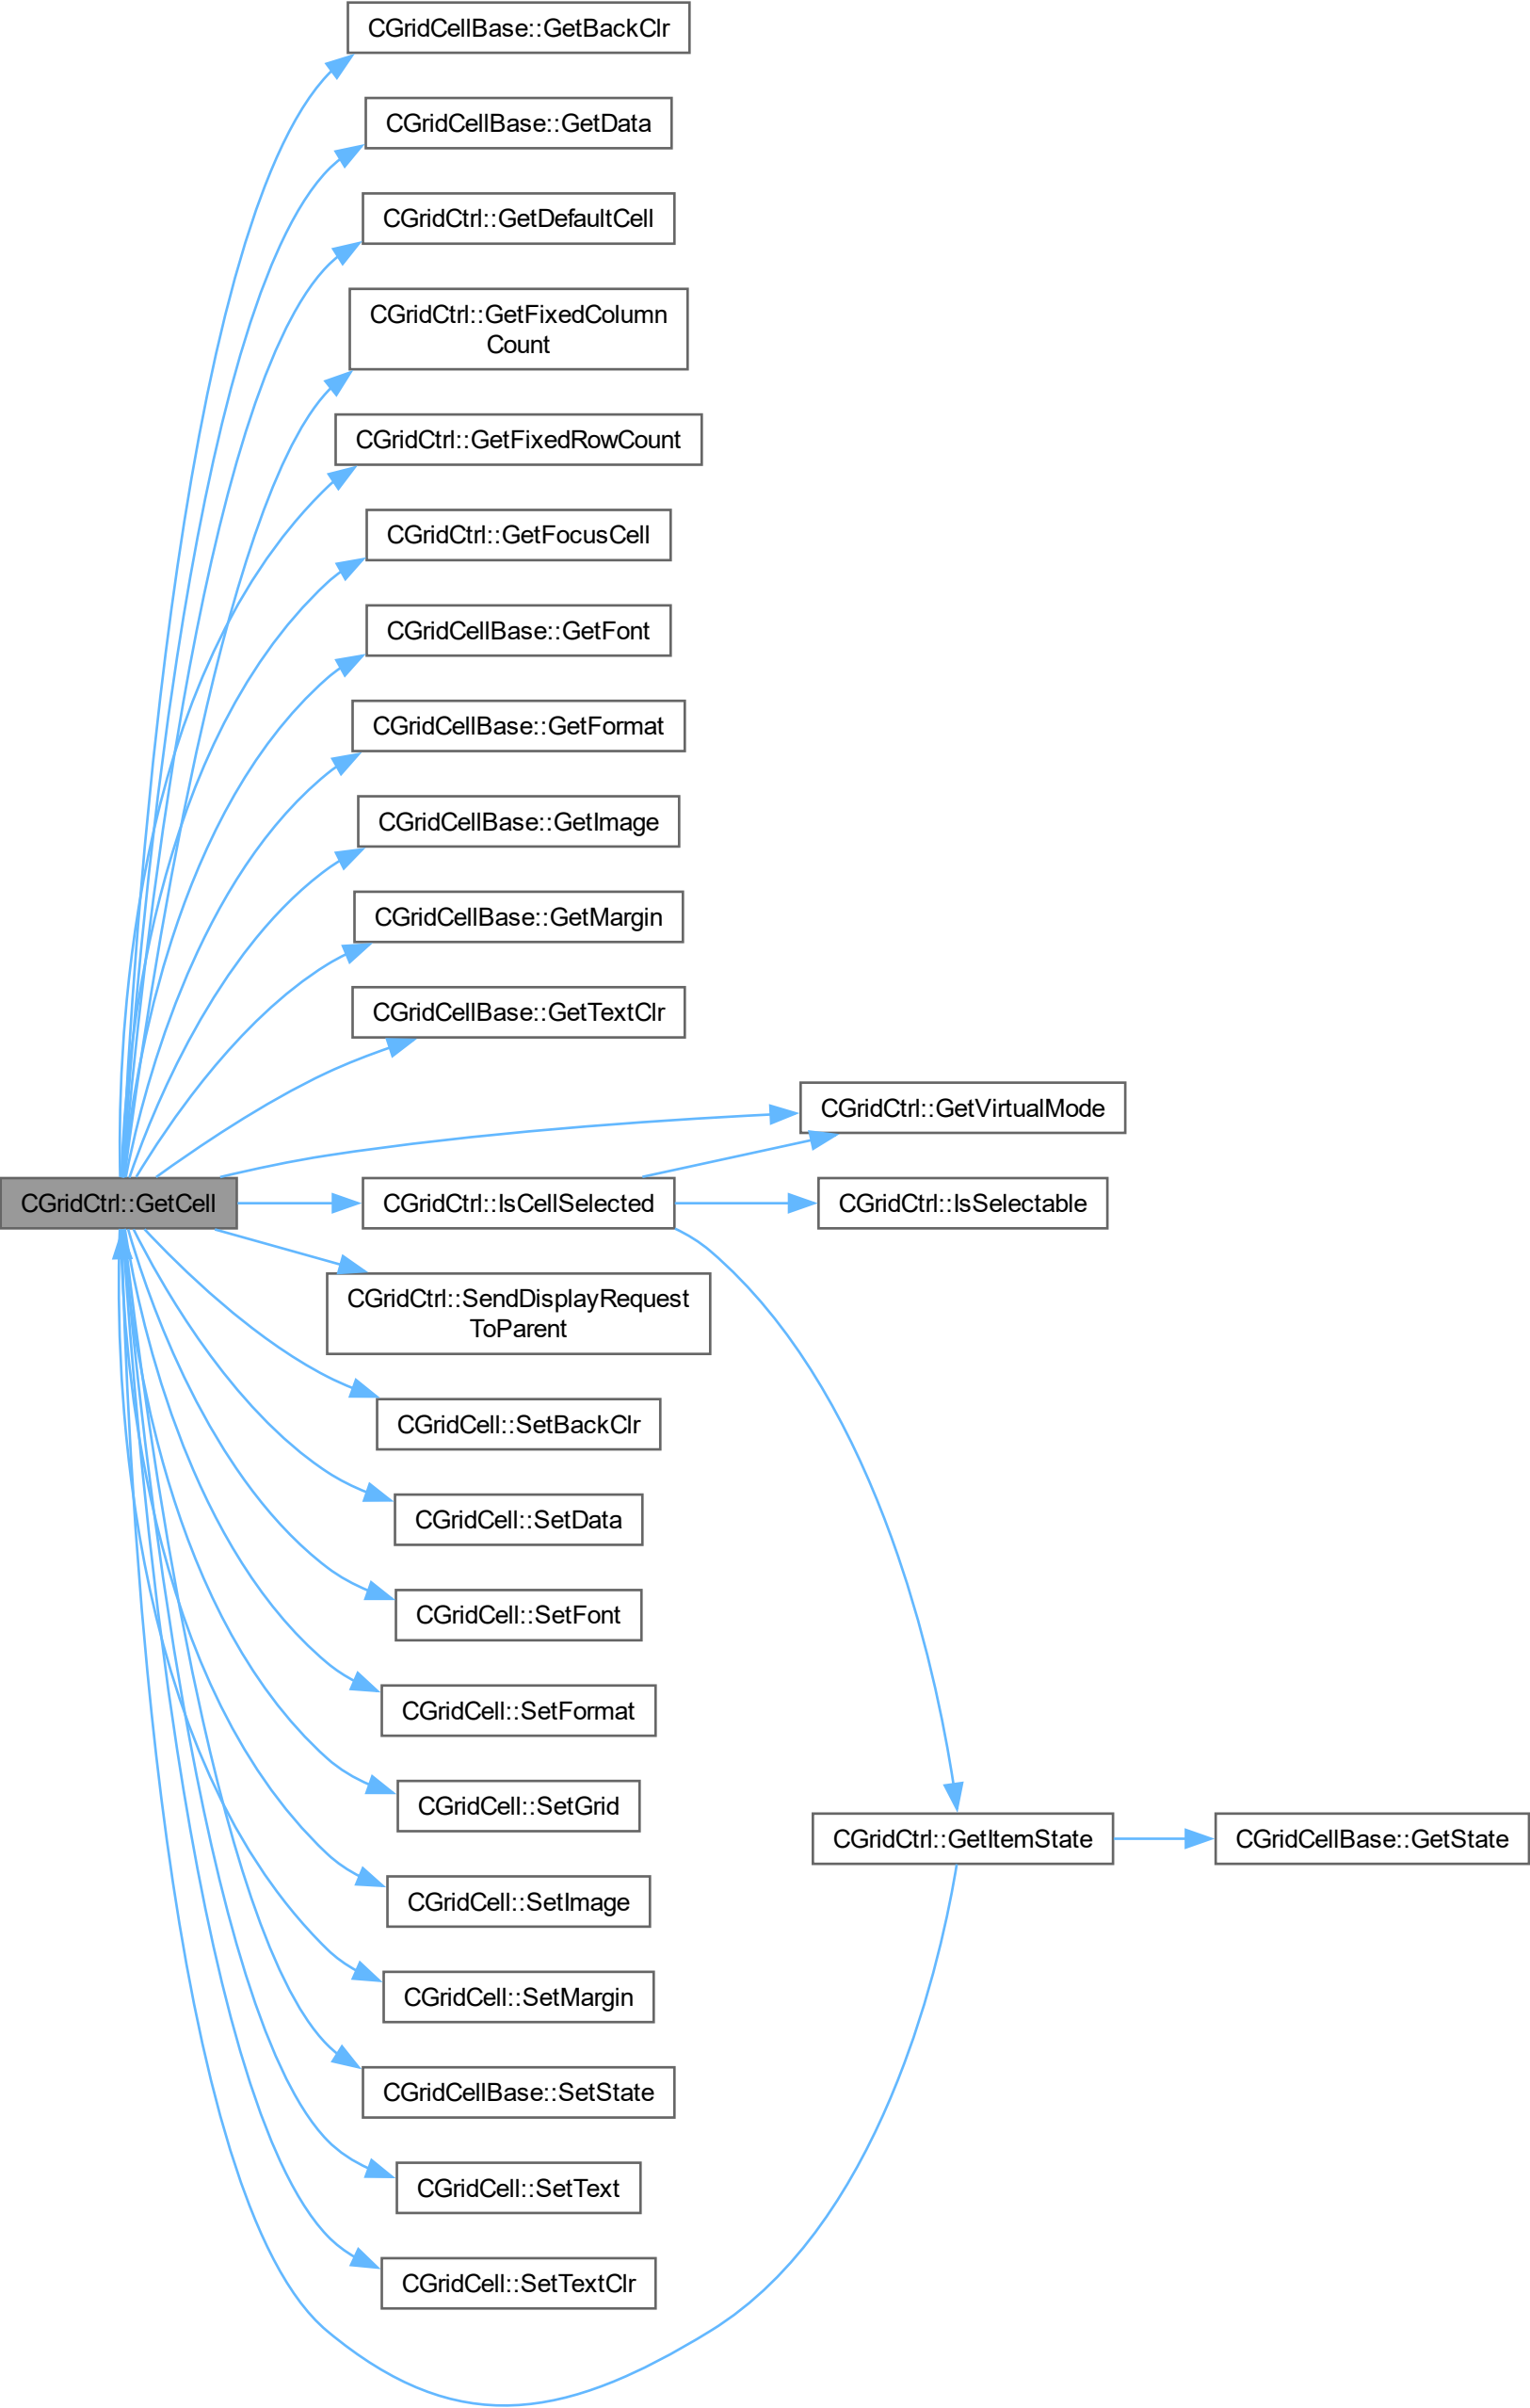 CGridCellBase::GetBackClr
CGridCellBase::GetData
CGridCtrl::GetDefaultCell
CGridCtrl::GetFixedColumn
Count
CGridCtrl::GetFixedRowCount
CGridCtrl::GetFocusCell
CGridCellBase::GetFont
CGridCellBase::GetFormat
CGridCellBase::GetImage
CGridCellBase::GetMargin
CGridCellBase::GetTextClr
CGridCtrl::GetVirtualMode
CGridCtrl::GetCell
CGridCtrl::IsCellSelected
CGridCtrl::IsSelectable
CGridCtrl::SendDisplayRequest
ToParent
CGridCell::SetBackClr
CGridCell::SetData
CGridCell::SetFont
CGridCell::SetFormat
CGridCell::SetGrid
CGridCtrl::GetItemState
CGridCellBase::GetState
CGridCell::SetImage
CGridCell::SetMargin
CGridCellBase::SetState
CGridCell::SetText
CGridCell::SetTextClr